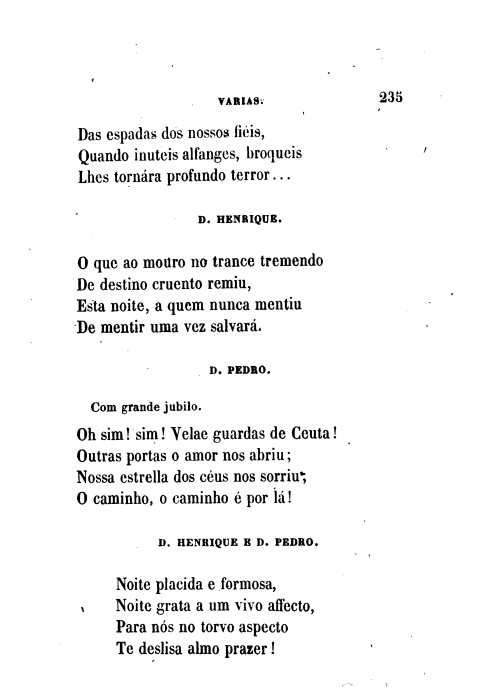 VARIAS.
235
Das espadas dos nossos fiéis,
Quando inuteis alfanges, broqueis
Lhes tornára profundo terror...
D. HENRIQUE.
O que ao mouro no trance tremendo
De destino cruento remiu,
Esta noite, a quem nunca mentiu
De mentir uma vez salvará.
D. PEDRO.
Com grande jubilo.
Oh sim! sim! Velae guardas de Ceuta!
Outras portas o amor nos abriu;
Nossa estrella dos céus nos sorriu;
O caminho, o caminho é por lá!
D. HENRIQUE E D. PEDRO.
Noite placida e formosa,
Noite grata a um vivo affecto,
Para nós no torvo aspecto
Te deslisa almo prazer!